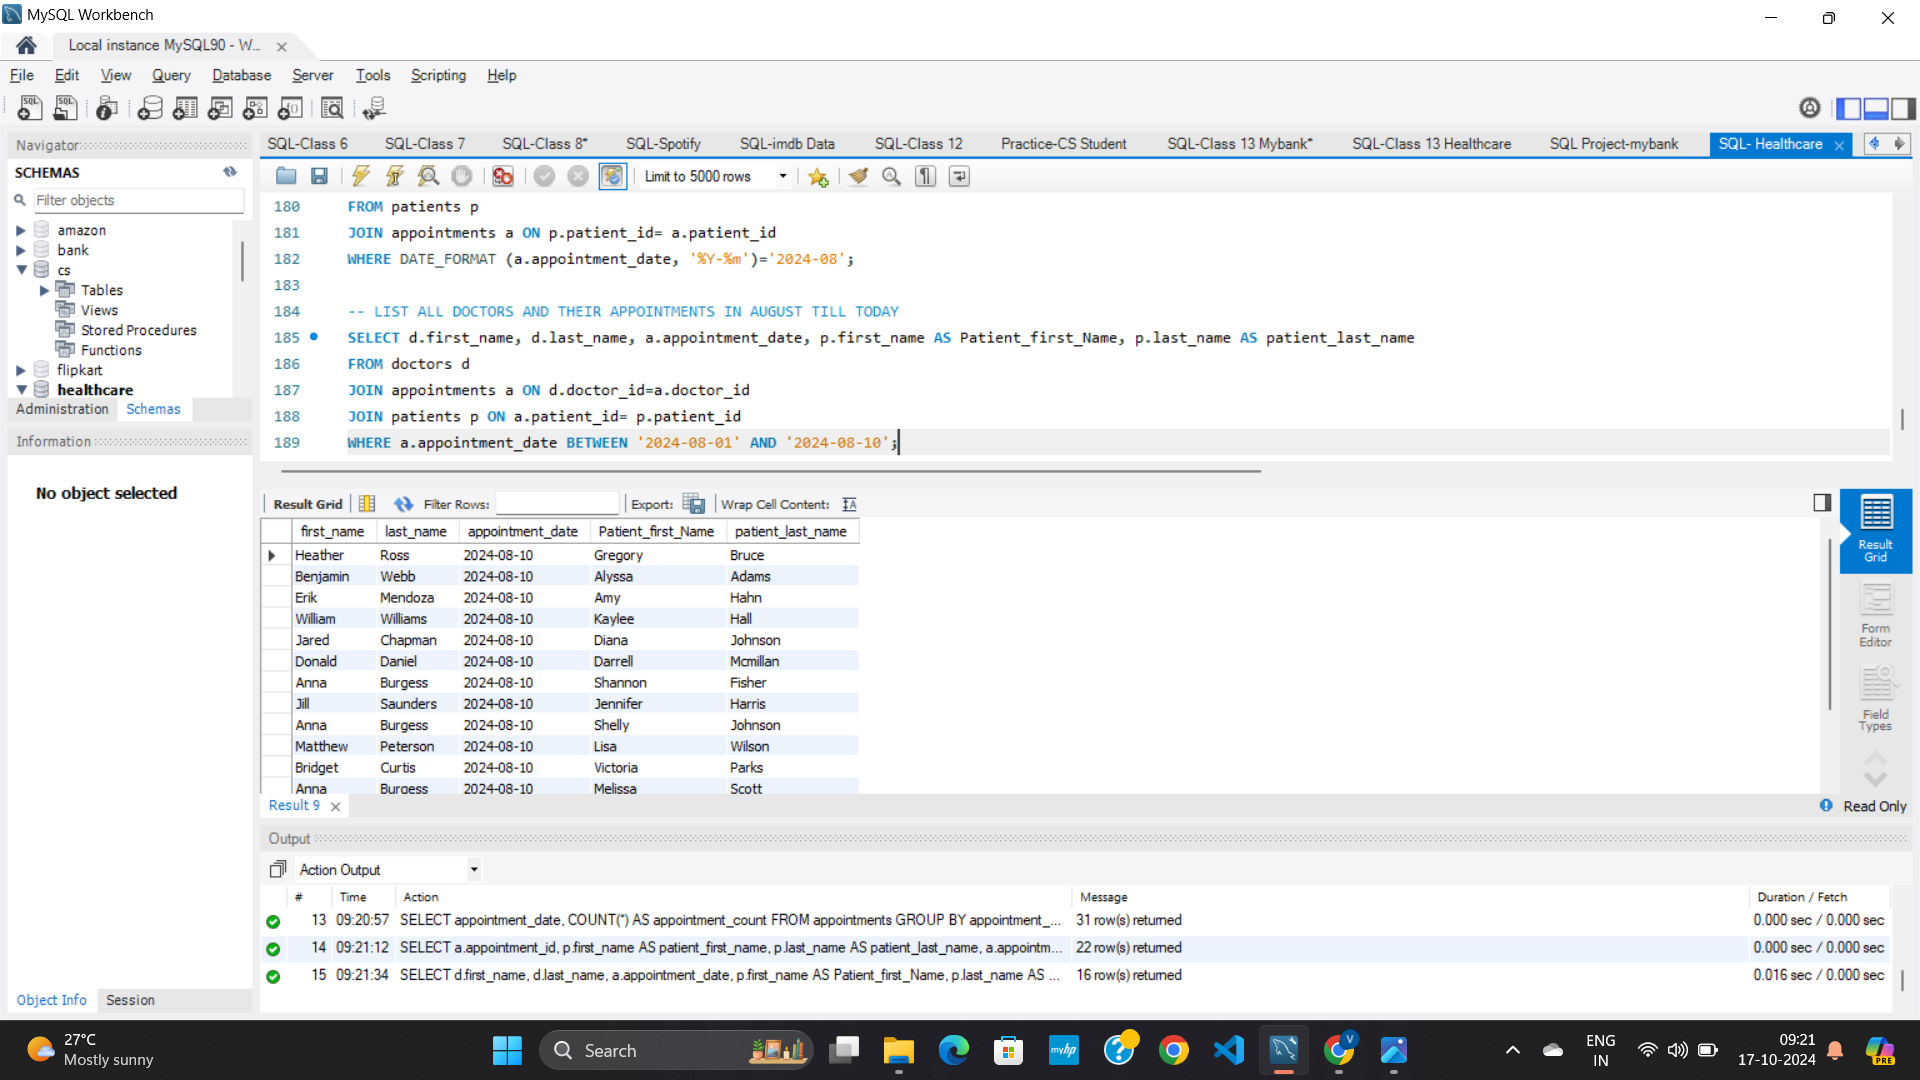 MySQL Workbench
Local instance MySQL90 - W...
File Edit View Query Database Server Tools Scripting Help
Navigator
SCHEMAS
Filter objects
amazon
bank
cs
Tables
Views
Stored Procedures
Functions
flipkart
healthcare
Administration Schemas
Information
No object selected
Object Info Session
SQL-Class 6 SQL-Class 7 SQL-Class 8* SQL-Spotify SQL-imdb Data SQL-Class 12 Practice-CS Student SQL-Class 13 Mybank* SQL-Class 13 Healthcare SQL Project-mybank SQL- Healthcare
Limit to 5000 rows
180 FROM patients p
181 JOIN appointments a ON p.patient_id= a.patient_id
182 WHERE DATE_FORMAT (a.appointment_date, '%Y-%m')='2024-08';
183
184 -- LIST ALL DOCTORS AND THEIR APPOINTMENTS IN AUGUST TILL TODAY
185 SELECT d.first_name, d.last_name, a.appointment_date, p.first_name AS Patient_first_Name, p.last_name AS patient_last_name
186 FROM doctors d
187 JOIN appointments a ON d.doctor_id=a.doctor_id
188 JOIN patients p ON a.patient_id= p.patient_id
189 WHERE a.appointment_date BETWEEN '2024-08-01' AND '2024-08-10';
Result Grid Filter Rows: Export: Wrap Cell Content:
first_name last_name appointment_date Patient_first_Name patient_last_name
Heather Ross 2024-08-10 Gregory Bruce
Benjamin Webb 2024-08-10 Alyssa Adams
Erik Mendoza 2024-08-10 Amy Hahn
William Williams 2024-08-10 Kaylee Hall
Jared Chapman 2024-08-10 Diana Johnson
Donald Daniel 2024-08-10 Darrell Mcmillan
Anna Burgess 2024-08-10 Shannon Fisher
Jill Saunders 2024-08-10 Jennifer Harris
Anna Burgess 2024-08-10 Shelly Johnson
Matthew Peterson 2024-08-10 Lisa Wilson
Bridget Curtis 2024-08-10 Victoria Parks
Anna Burgess 2024-08-10 Melissa Scott
Result Grid
Form Editor
Field Types
Result 9
Read Only
Output
Action Output
# Time Action Message Duration / Fetch
13 09:20:57 SELECT appointment_date, COUNT(*) AS appointment_count FROM appointments GROUP BY appointment_... 31 row(s) returned 0.000 sec / 0.000 sec
14 09:21:12 SELECT a.appointment_id, p.first_name AS patient_first_name, p.last_name AS patient_last_name, a.appointm... 22 row(s) returned 0.000 sec / 0.000 sec
15 09:21:34 SELECT d.first_name, d.last_name, a.appointment_date, p.first_name AS Patient_first_Name, p.last_name AS ... 16 row(s) returned 0.016 sec / 0.000 sec
27°C
Mostly sunny
Search
myhp
V
ENG
IN
09:21
17-10-2024
PRE